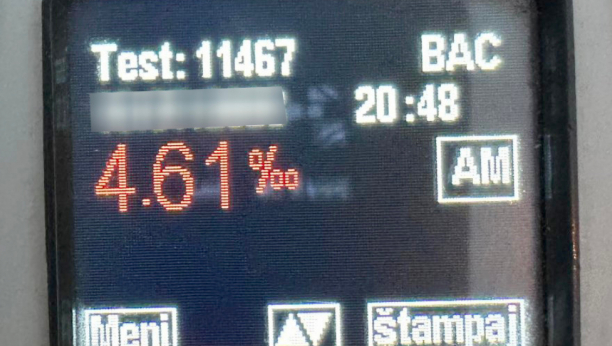 Test: 11467 BAC
20:48
4.61‰ AM
Meni ▲▼ štampaj